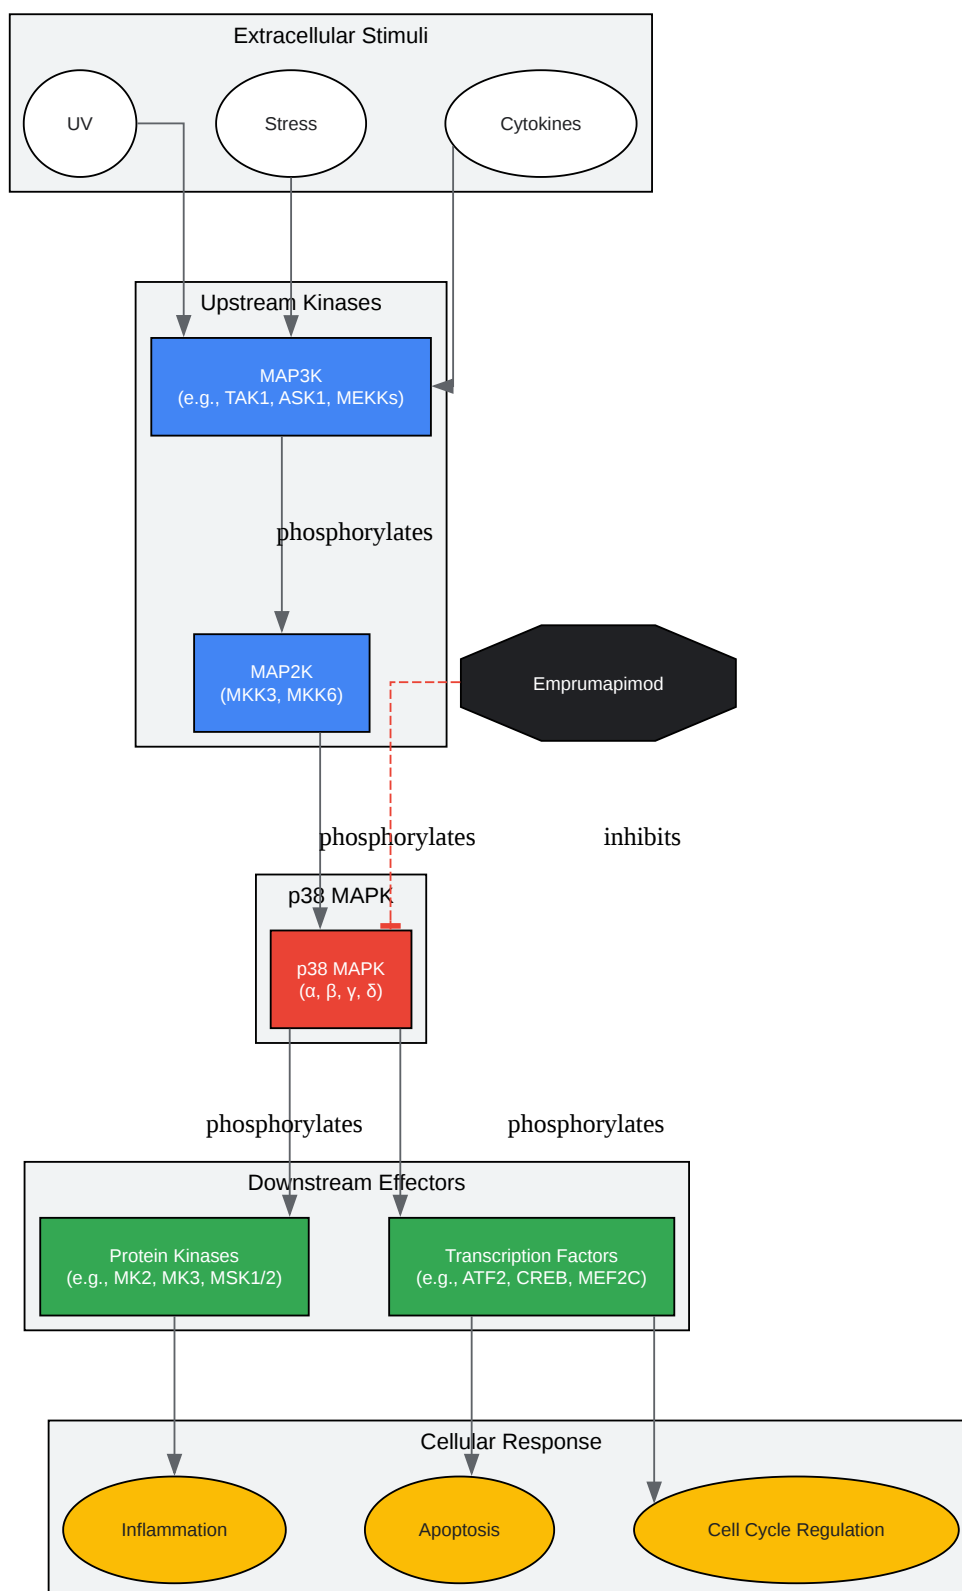 Extracellular Stimuli
UV
Stress
Cytokines
Upstream Kinases
MAP3K
(e.g., TAK1, ASK1, MEKKs)
phosphorylates
MAP2K
(MKK3, MKK6)
Emprumapimod
phosphorylates
inhibits
p38 MAPK
p38 MAPK
(α, β, γ, δ)
phosphorylates
phosphorylates
Downstream Effectors
Protein Kinases
(e.g., MK2, MK3, MSK1/2)
Transcription Factors
(e.g., ATF2, CREB, MEF2C)
Cellular Response
Inflammation
Apoptosis
Cell Cycle Regulation